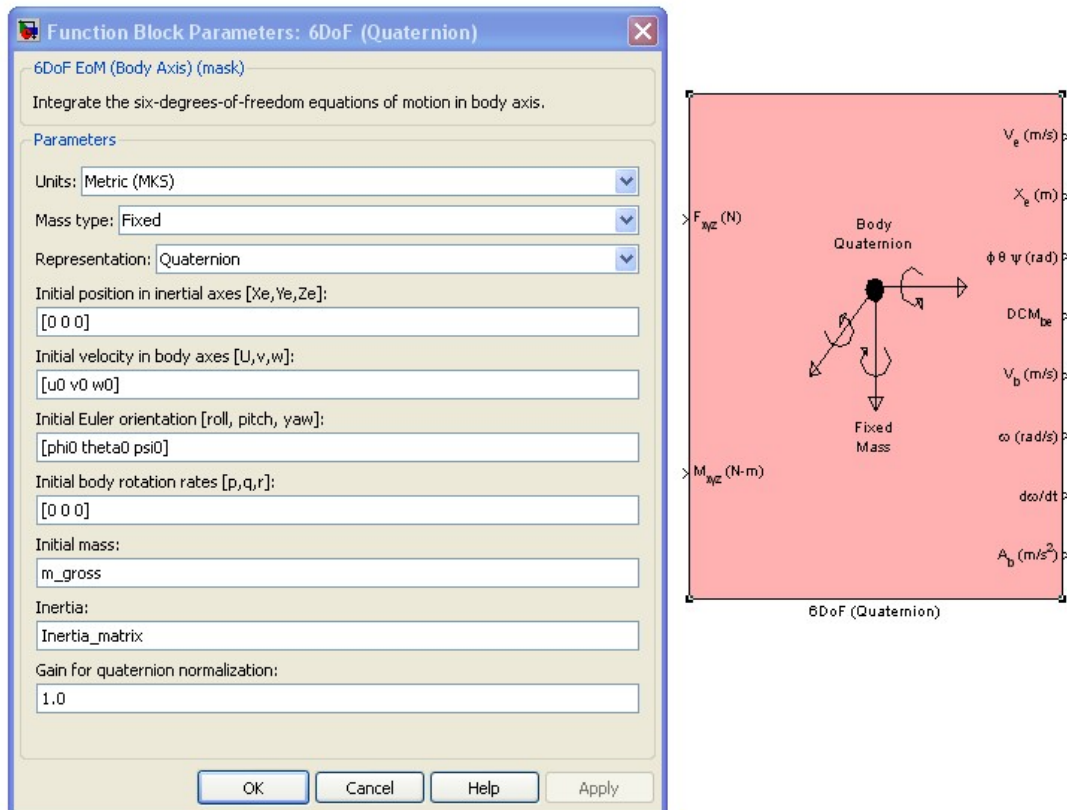 Function Block Parameters: 6DoF (Quaternion)
6DoF EoM (Body Axis) (mask)
Integrate the six-degrees-of-freedom equations of motion in body axis.
Parameters
Units: Metric (MKS)
Mass type: Fixed
Representation: Quaternion
Initial position in inertial axes [Xe,Ye,Ze]:
[0 0 0]
Initial velocity in body axes [U,v,w]:
[u0 v0 w0]
Initial Euler orientation [roll, pitch, yaw]:
[phi0 theta0 psi0]
Initial body rotation rates [p,q,r]:
[0 0 0]
Initial mass:
m_gross
Inertia:
Inertia_matrix
Gain for quaternion normalization:
1.0
OK Cancel Help Apply
F_xyz (N)
M_xyz (N-m)
Body
Quaternion
Fixed
Mass
V_e (m/s)
X_e (m)
ϕ θ ψ (rad)
DCM_be
V_b (m/s)
ω (rad/s)
dω/dt
A_b (m/s²)
6DoF (Quaternion)